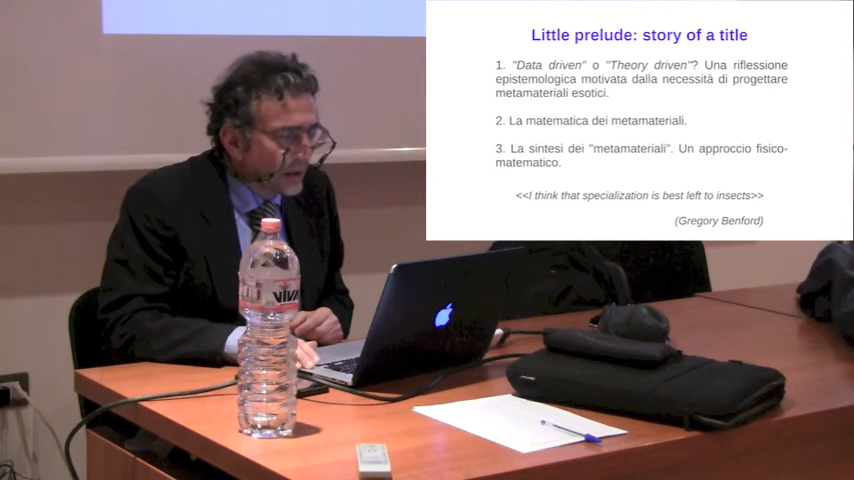 Little prelude: story of a title
1. "Data driven" o "Theory driven"? Una riflessione
epistemologica motivata dalla necessità di progettare
metamateriali esotici.
2. La matematica dei metamateriali.
3. La sintesi dei "metamateriali". Un approccio fisico-
matematico.
<<I think that specialization is best left to insects>>
(Gregory Benford)
VIVA